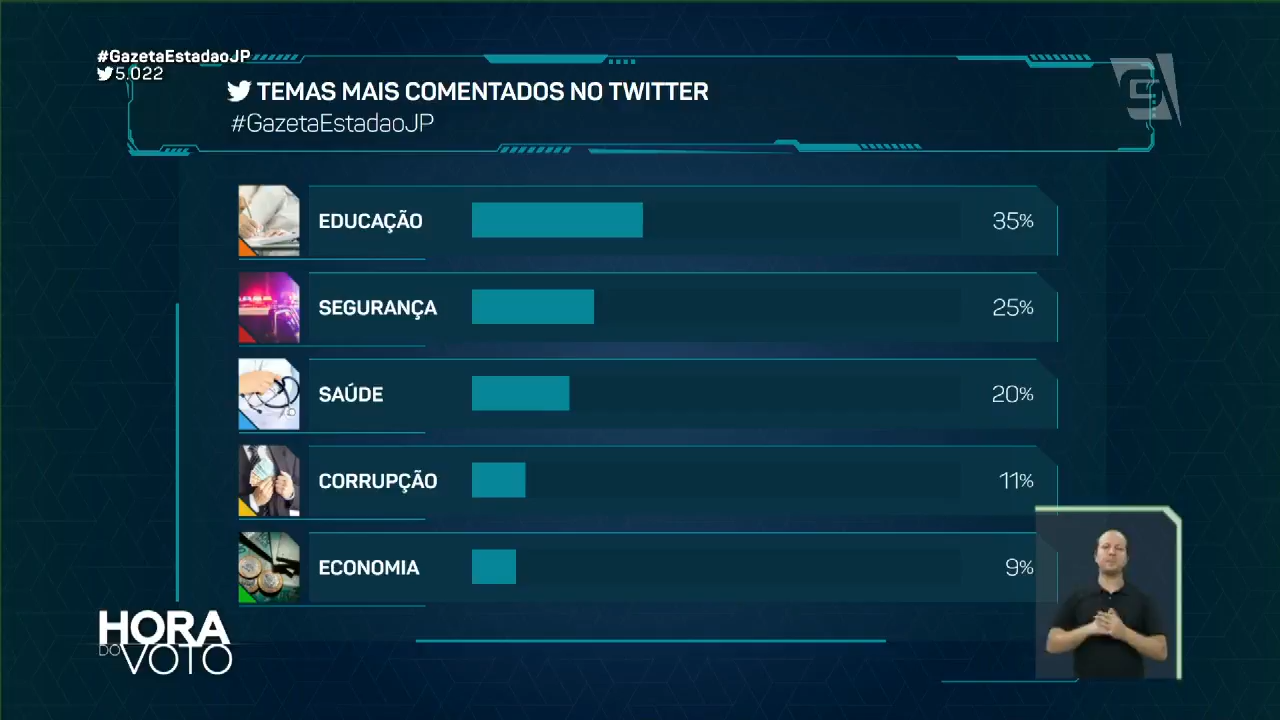 #GazetaEstadaoJP
5.022
TEMAS MAIS COMENTADOS NO TWITTER
#GazetaEstadaoJP
EDUCAÇÃO 35%
SEGURANÇA 25%
SAÚDE 20%
CORRUPÇÃO 11%
ECONOMIA 9%
HORA
DO VOTO